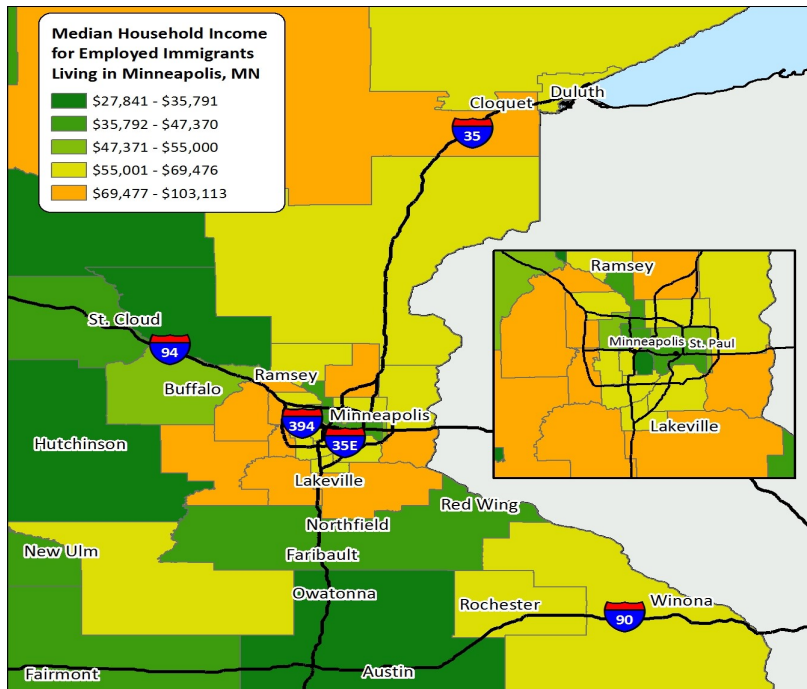 Median Household Income
for Employed Immigrants
Living in Minneapolis, MN
$27,841 - $35,791
$35,792 - $47,370
$47,371 - $55,000
$55,001 - $69,476
$69,477 - $103,113
Duluth
Cloquet
35
St. Cloud
94
Buffalo
Ramsey
Minneapolis
394
35E
Hutchinson
Lakeville
Red Wing
Northfield
New Ulm
Faribault
Owatonna
Rochester
Winona
90
Fairmont
Austin
Ramsey
Minneapolis
St. Paul
Lakeville